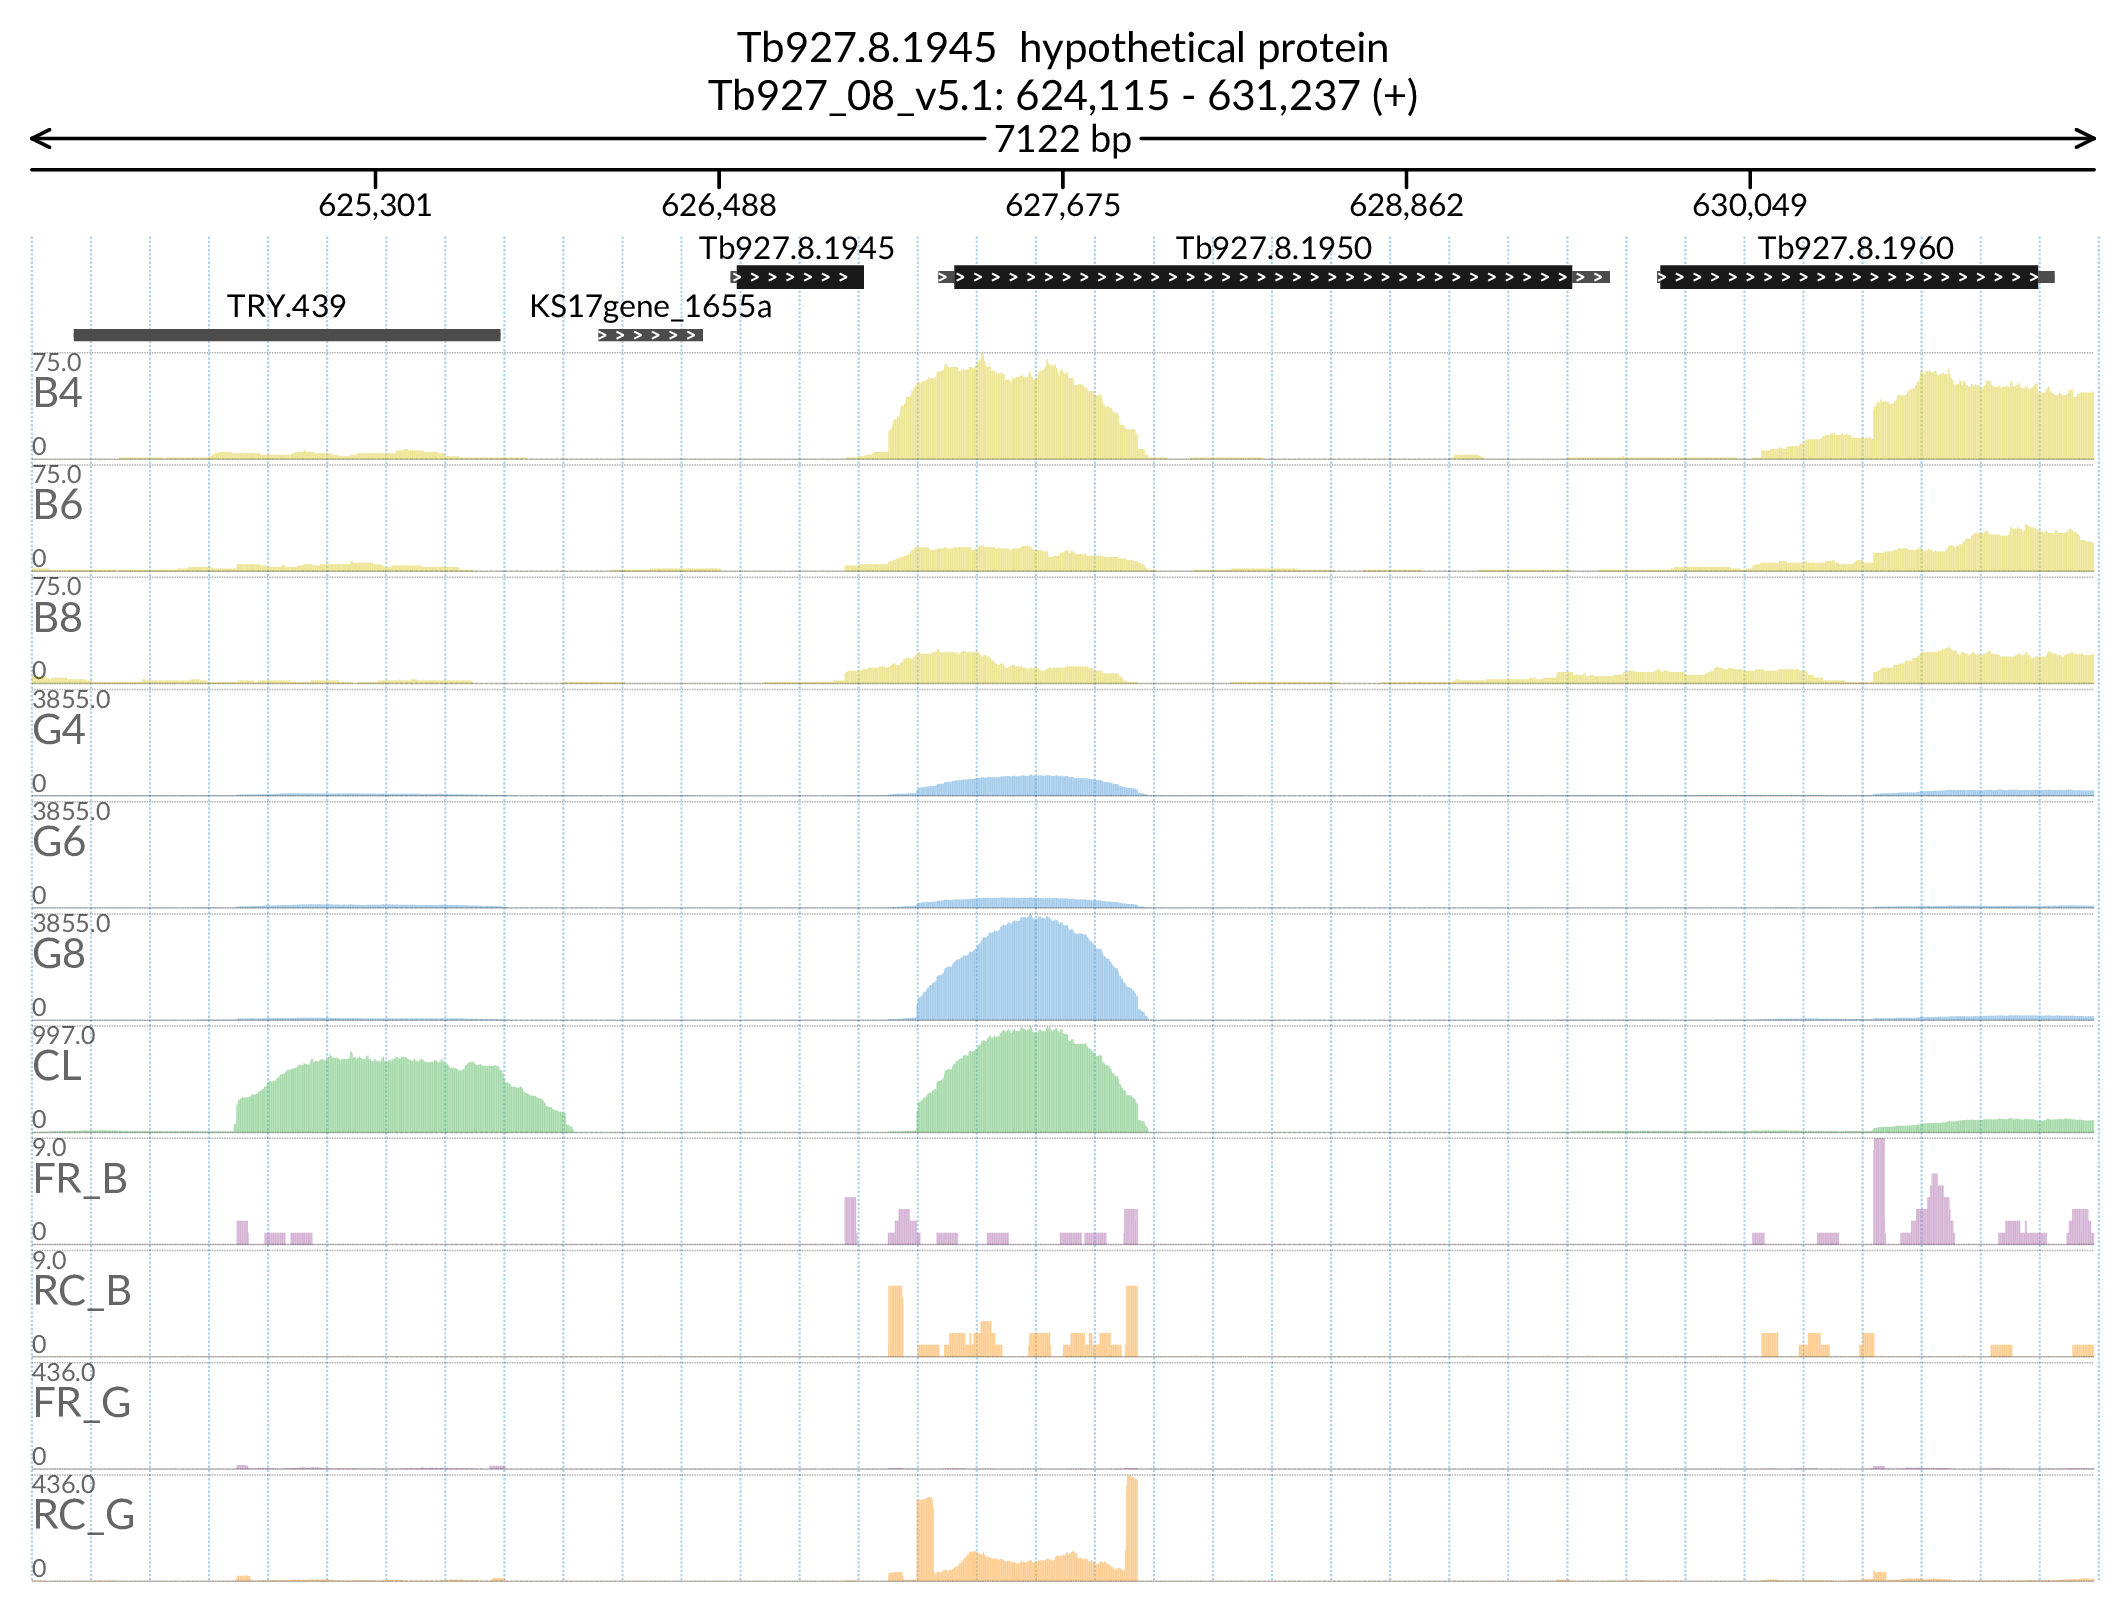 Tb927.8.1945  hypothetical protein
Tb927_08_v5.1: 624,115 - 631,237 (+)
7122 bp
625,301 626,488 627,675 628,862 630,049
Tb927.8.1945 Tb927.8.1950 Tb927.8.1960
TRY.439 KS17gene_1655a
75.0
B4
0
75.0
B6
0
75.0
B8
0
3855.0
G4
0
3855.0
G6
0
3855.0
G8
0
997.0
CL
0
9.0
FR_B
0
9.0
RC_B
0
436.0
FR_G
0
436.0
RC_G
0